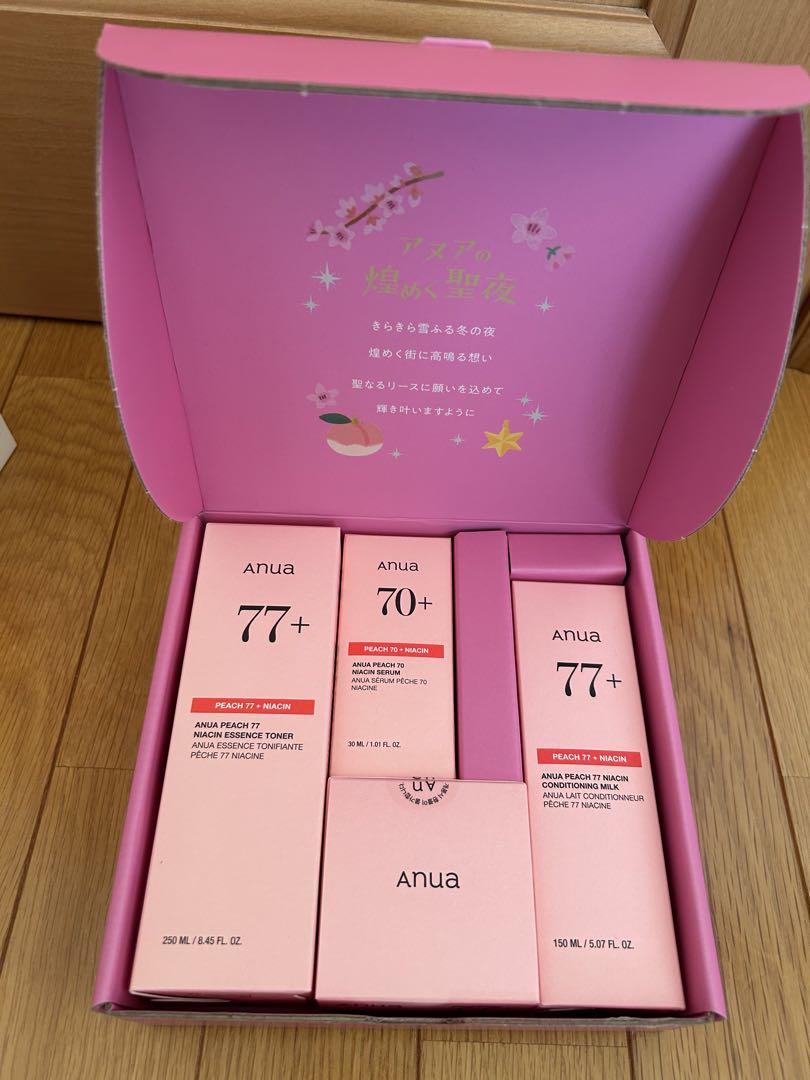 アヌアの
煌めく聖夜
きらきら雪ふる冬の夜
煌めく街に高鳴る想い
聖なるリースに願いを込めて
輝き叶いますように
Anua
77+
PEACH 77 + NIACIN
ANUA PEACH 77
NIACIN ESSENCE TONER
ANUA ESSENCE TONIFIANTE
PÊCHE 77 NIACINE
250 ML / 8.45 FL. OZ.
Anua
70+
PEACH 70 + NIACIN
ANUA PEACH 70
NIACIN SERUM
ANUA SÉRUM PÊCHE 70
NIACINE
30 ML / 1.01 FL. OZ.
Anua
Anua
77+
PEACH 77 + NIACIN
ANUA PEACH 77 NIACIN
CONDITIONING MILK
ANUA LAIT CONDITIONNEUR
PÊCHE 77 NIACINE
150 ML / 5.07 FL. OZ.